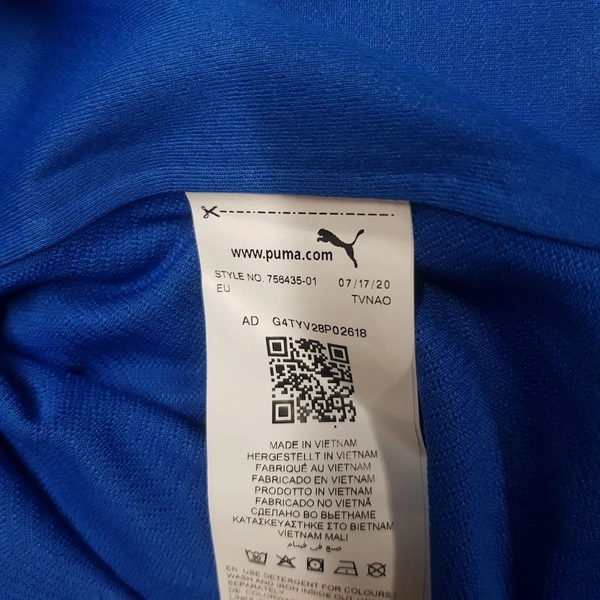 www.puma.com
STYLE NO. 756435-01 07/17/20
EU TVNAO
AD G4TYV28P02618
MADE IN VIETNAM
HERGESTELLT IN VIETNAM
FABRIQUÉ AU VIETNAM
FABRICADO EN VIETNAM
PRODOTTO IN VIETNAM
FABRICADO NO VIETNÃ
СДЕЛАНО ВО ВЬЕТНАМЕ
ΚΑΤΑΣΚΕΥΑΣΤΗΚΕ ΣΤΟ ΒΙΕΤΝΑΜ
VIETNAM MALI
صنع في فيتنام
EN: USE DETERGENT FOR COLOURS /
WASH AND IRON INSIDE OUT /
SEPARATELY